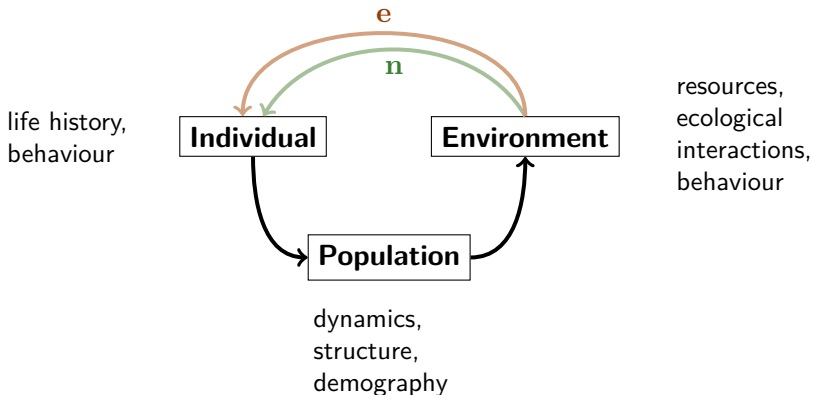 e
n
life history,
behaviour
Individual
Environment
resources,
ecological
interactions,
behaviour
Population
dynamics,
structure,
demography